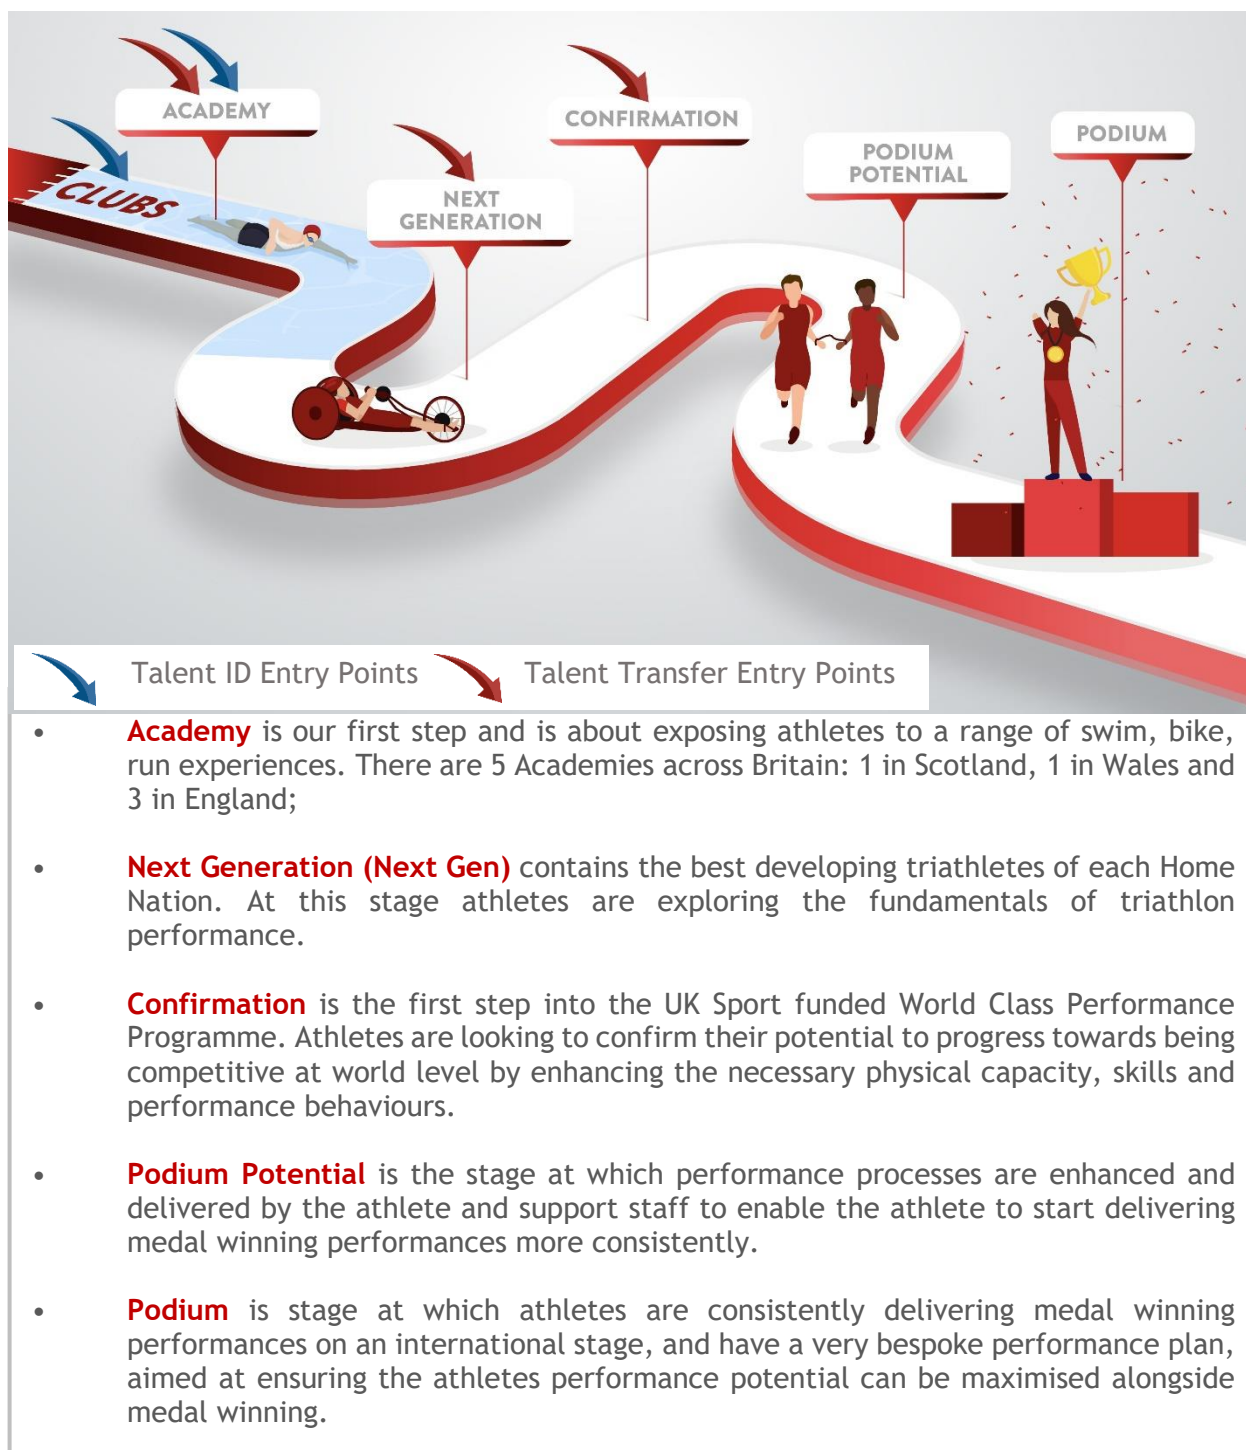 ACADEMY
CONFIRMATION
PODIUM
PODIUM
POTENTIAL
CLUBS
NEXT
GENERATION
Talent ID Entry Points
Talent Transfer Entry Points
• Academy is our first step and is about exposing athletes to a range of swim, bike,
run experiences. There are 5 Academies across Britain: 1 in Scotland, 1 in Wales and
3 in England;
• Next Generation (Next Gen) contains the best developing triathletes of each Home
Nation. At this stage athletes are exploring the fundamentals of triathlon
performance.
• Confirmation is the first step into the UK Sport funded World Class Performance
Programme. Athletes are looking to confirm their potential to progress towards being
competitive at world level by enhancing the necessary physical capacity, skills and
performance behaviours.
• Podium Potential is the stage at which performance processes are enhanced and
delivered by the athlete and support staff to enable the athlete to start delivering
medal winning performances more consistently.
• Podium is stage at which athletes are consistently delivering medal winning
performances on an international stage, and have a very bespoke performance plan,
aimed at ensuring the athletes performance potential can be maximised alongside
medal winning.